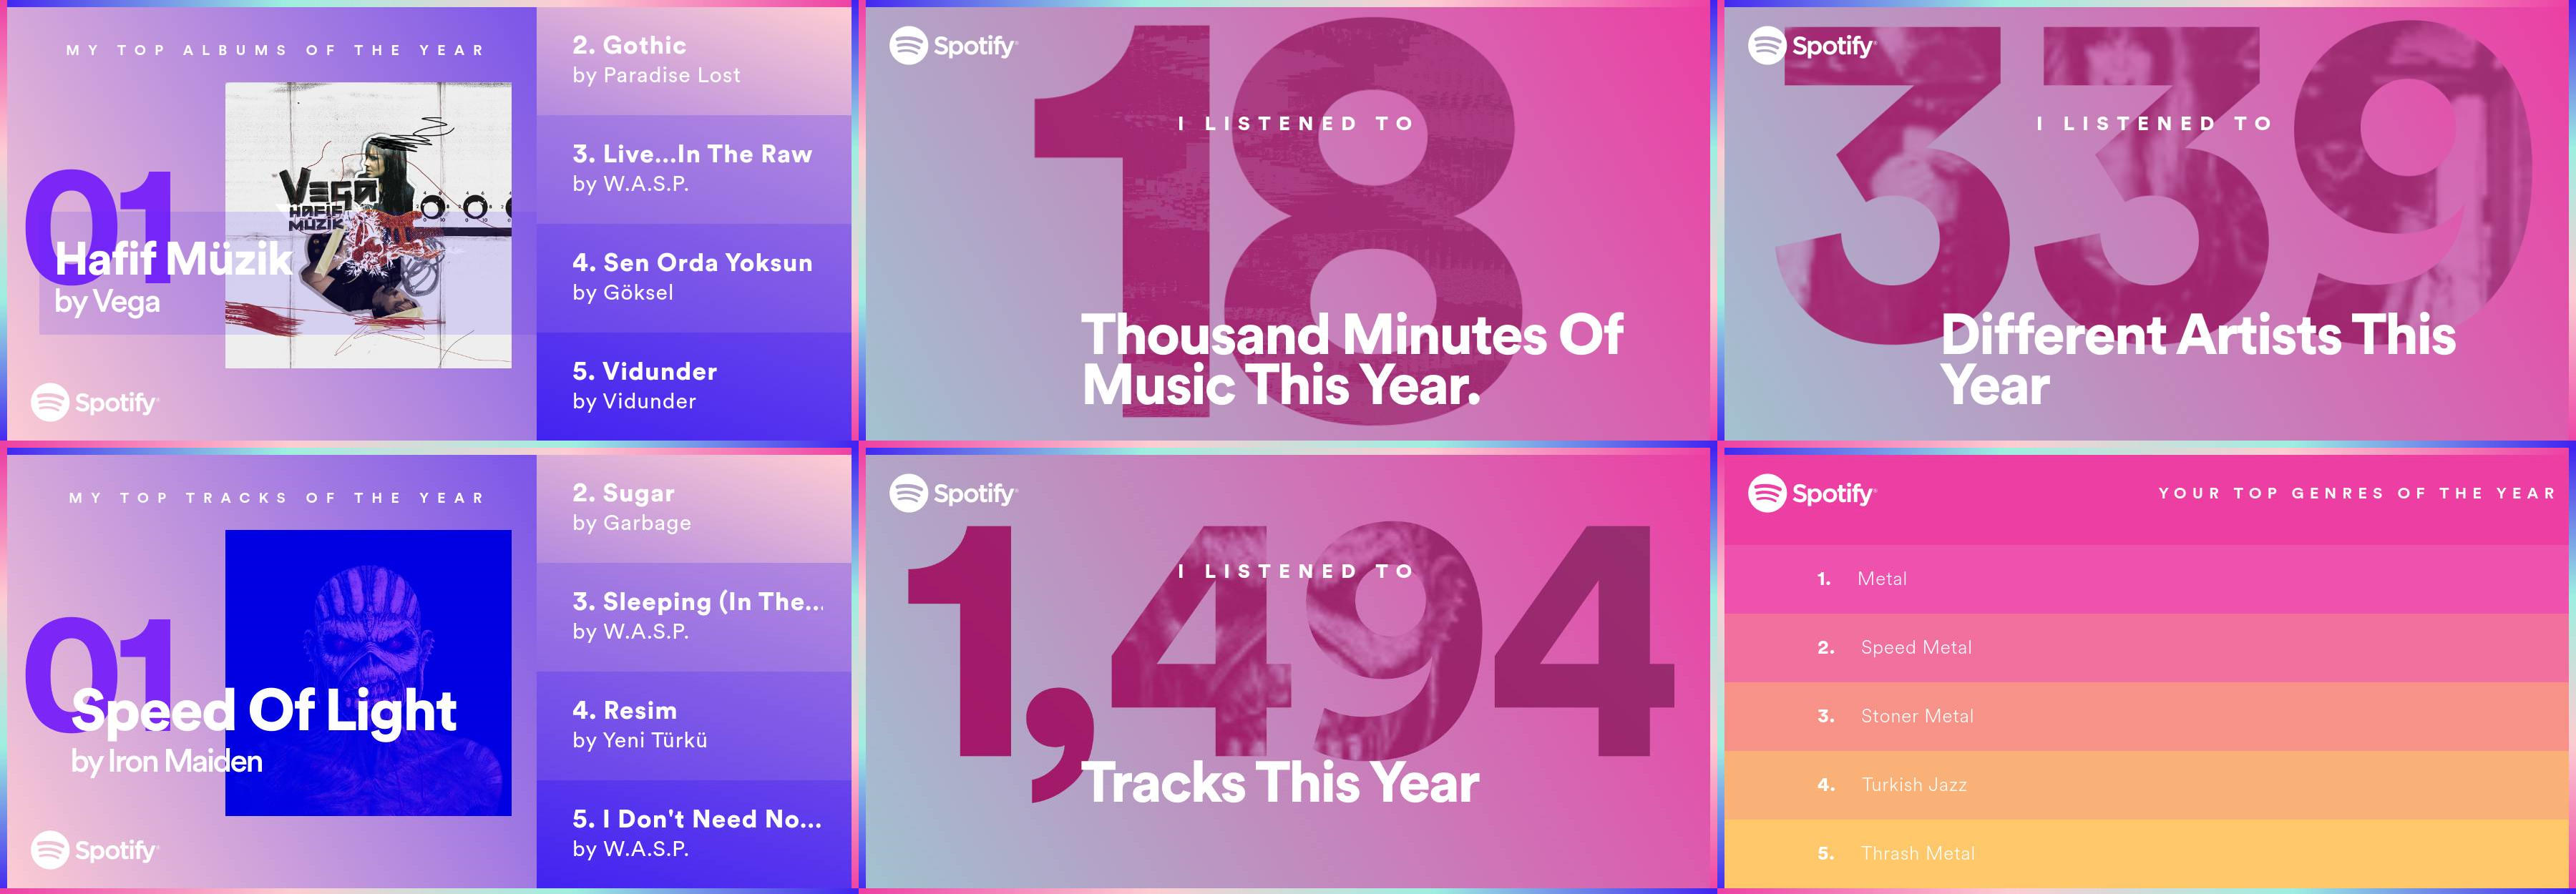 MY TOP ALBUMS OF THE YEAR
01
Hafif Müzik
by Vega
VEGA
HAFIF
MÜZIK
Spotify
2. Gothic
by Paradise Lost
3. Live...In The Raw
by W.A.S.P.
4. Sen Orda Yoksun
by Göksel
5. Vidunder
by Vidunder
Spotify
18
I LISTENED TO
Thousand Minutes Of
Music This Year.
Spotify
339
I LISTENED TO
Different Artists This
Year
MY TOP TRACKS OF THE YEAR
01
Speed Of Light
by Iron Maiden
Spotify
2. Sugar
by Garbage
3. Sleeping (In The...
by W.A.S.P.
4. Resim
by Yeni Türkü
5. I Don't Need No...
by W.A.S.P.
Spotify
I LISTENED TO
1,494
Tracks This Year
Spotify
YOUR TOP GENRES OF THE YEAR
1. Metal
2. Speed Metal
3. Stoner Metal
4. Turkish Jazz
5. Thrash Metal